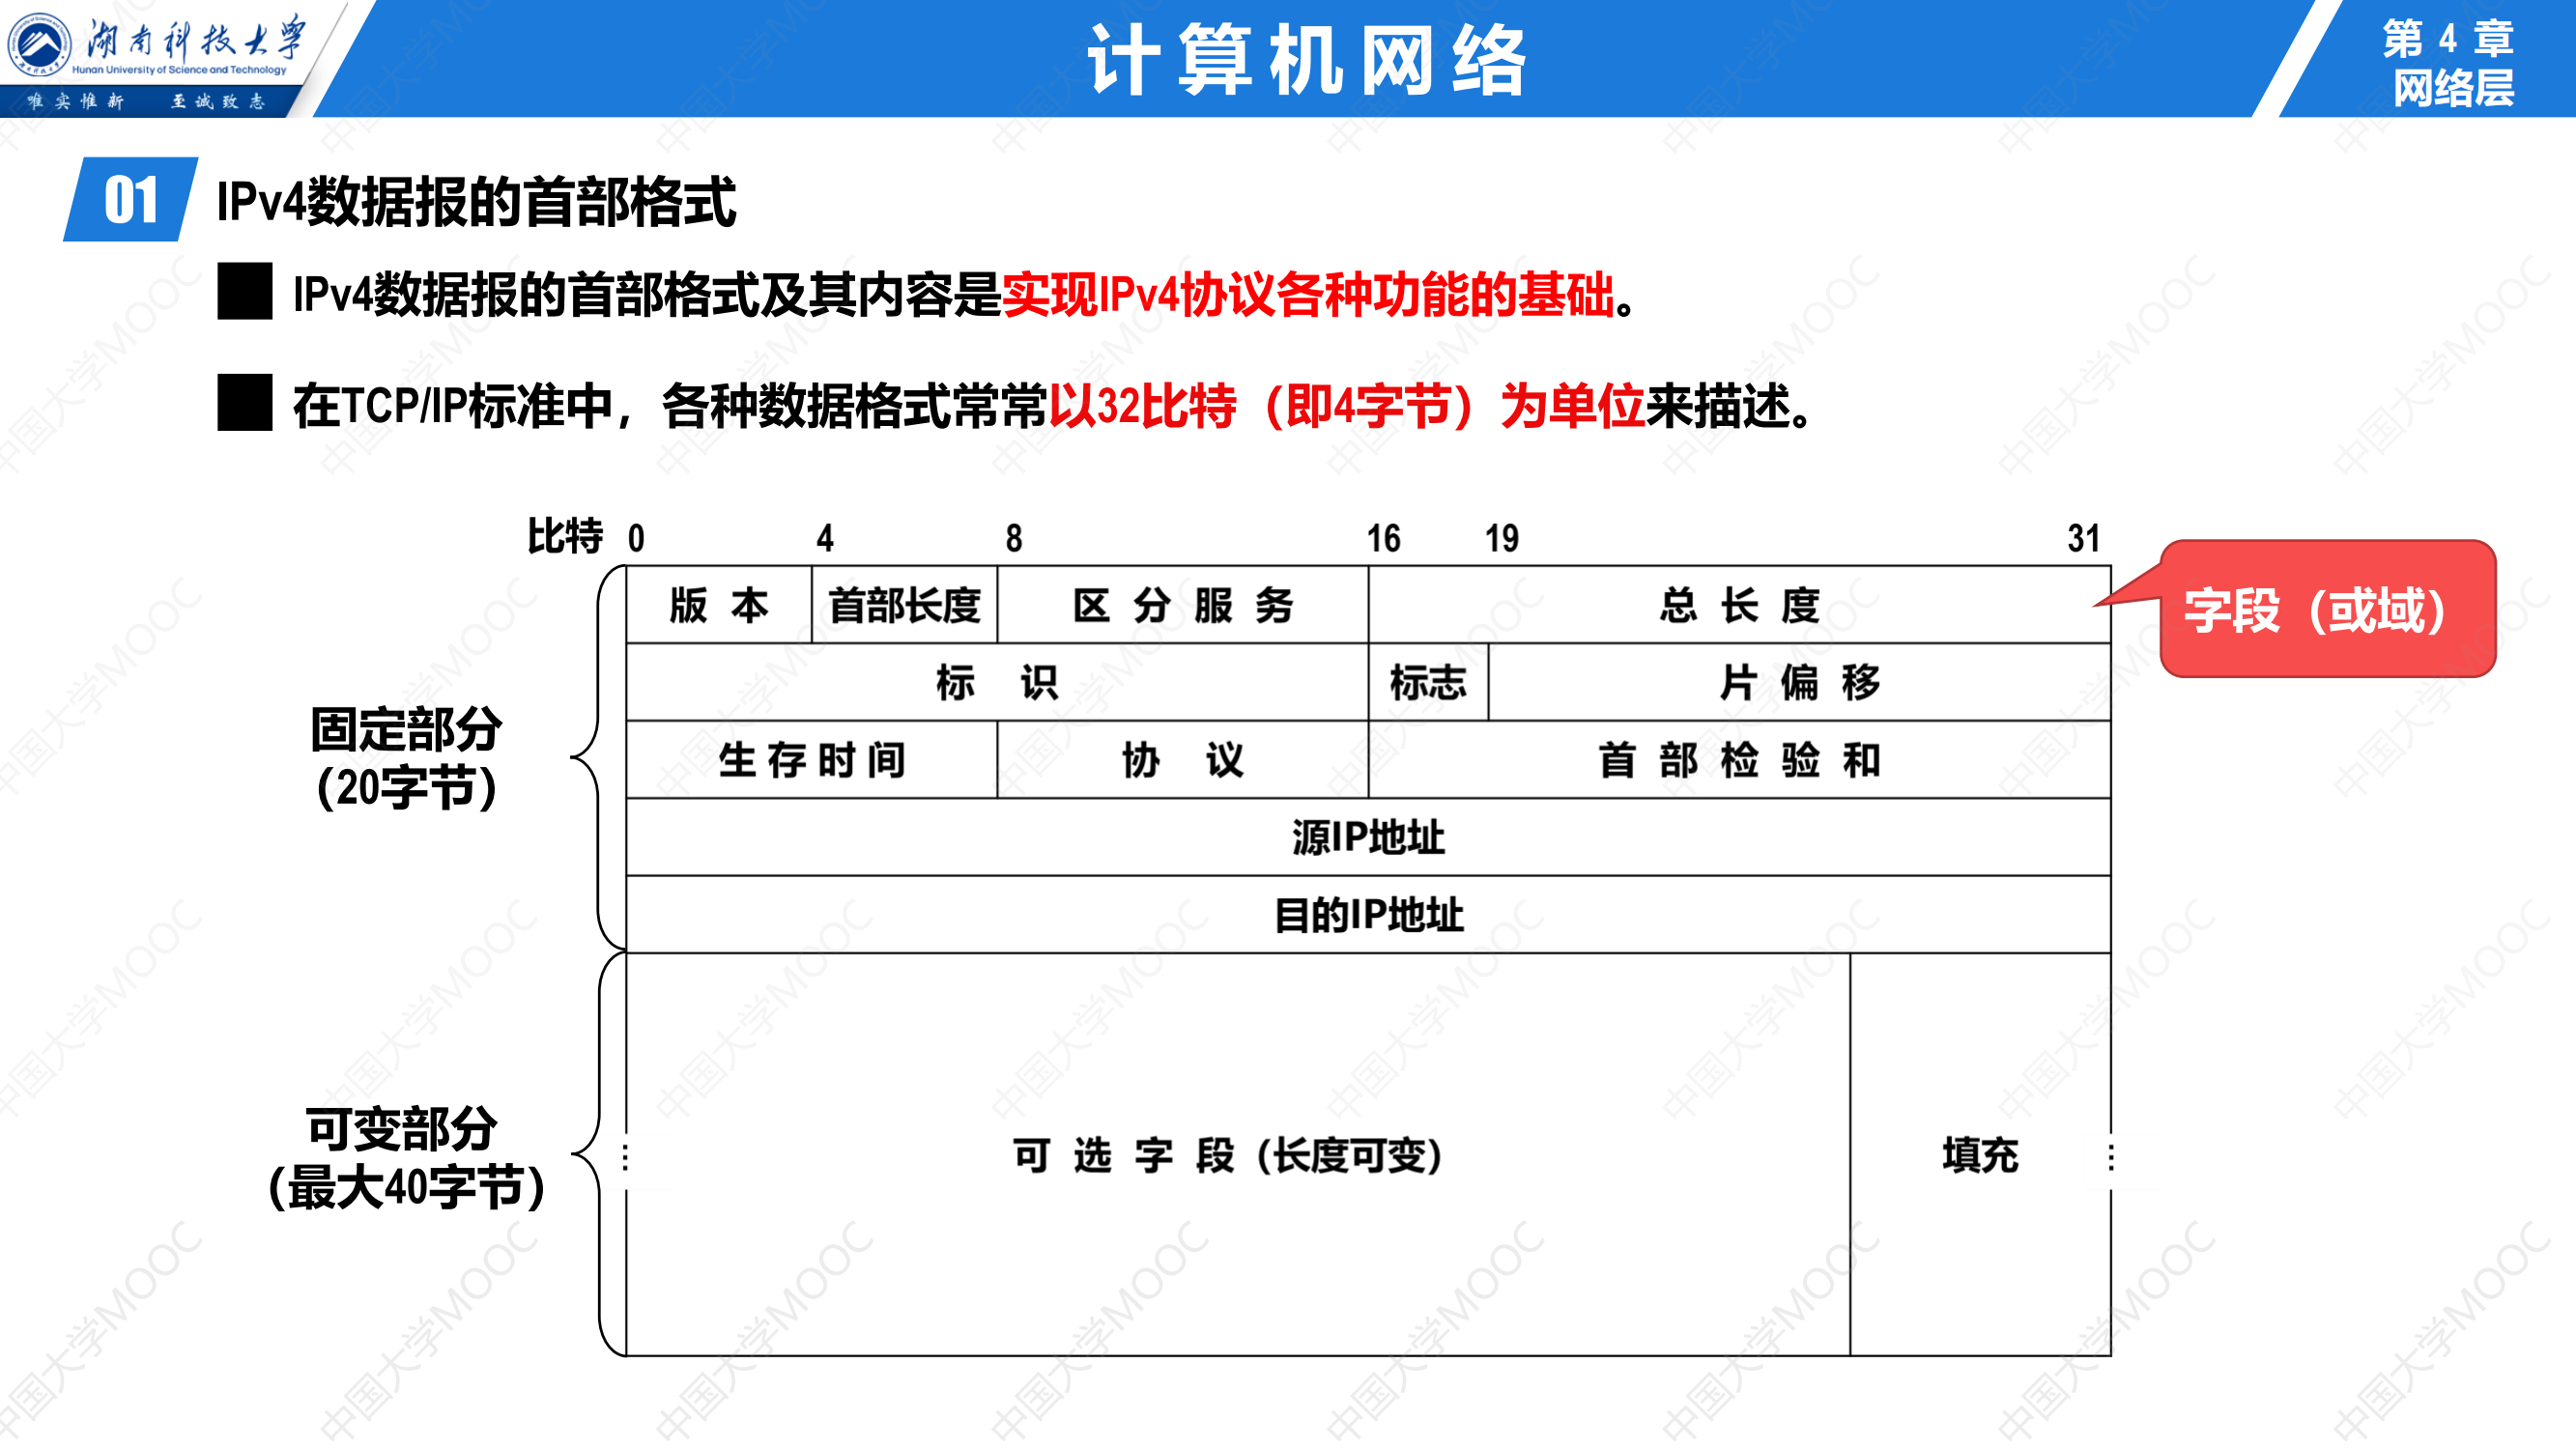 湖南科技大学
Hunan University of Science and Technology
唯实惟新 至诚致志
计算机网络
第 4 章
网络层
01
IPv4数据报的首部格式
IPv4数据报的首部格式及其内容是实现IPv4协议各种功能的基础。
在TCP/IP标准中，各种数据格式常常以32比特（即4字节）为单位来描述。
比特 0 4 8 16 19 31
版 本 首部长度 区 分 服 务 总 长 度
字段（或域）
标 识 标志 片 偏 移
生 存 时 间 协 议 首 部 检 验 和
固定部分
（20字节）
源IP地址
目的IP地址
可变部分
（最大40字节）
可 选 字 段（长度可变） 填充
中国大学MOOC